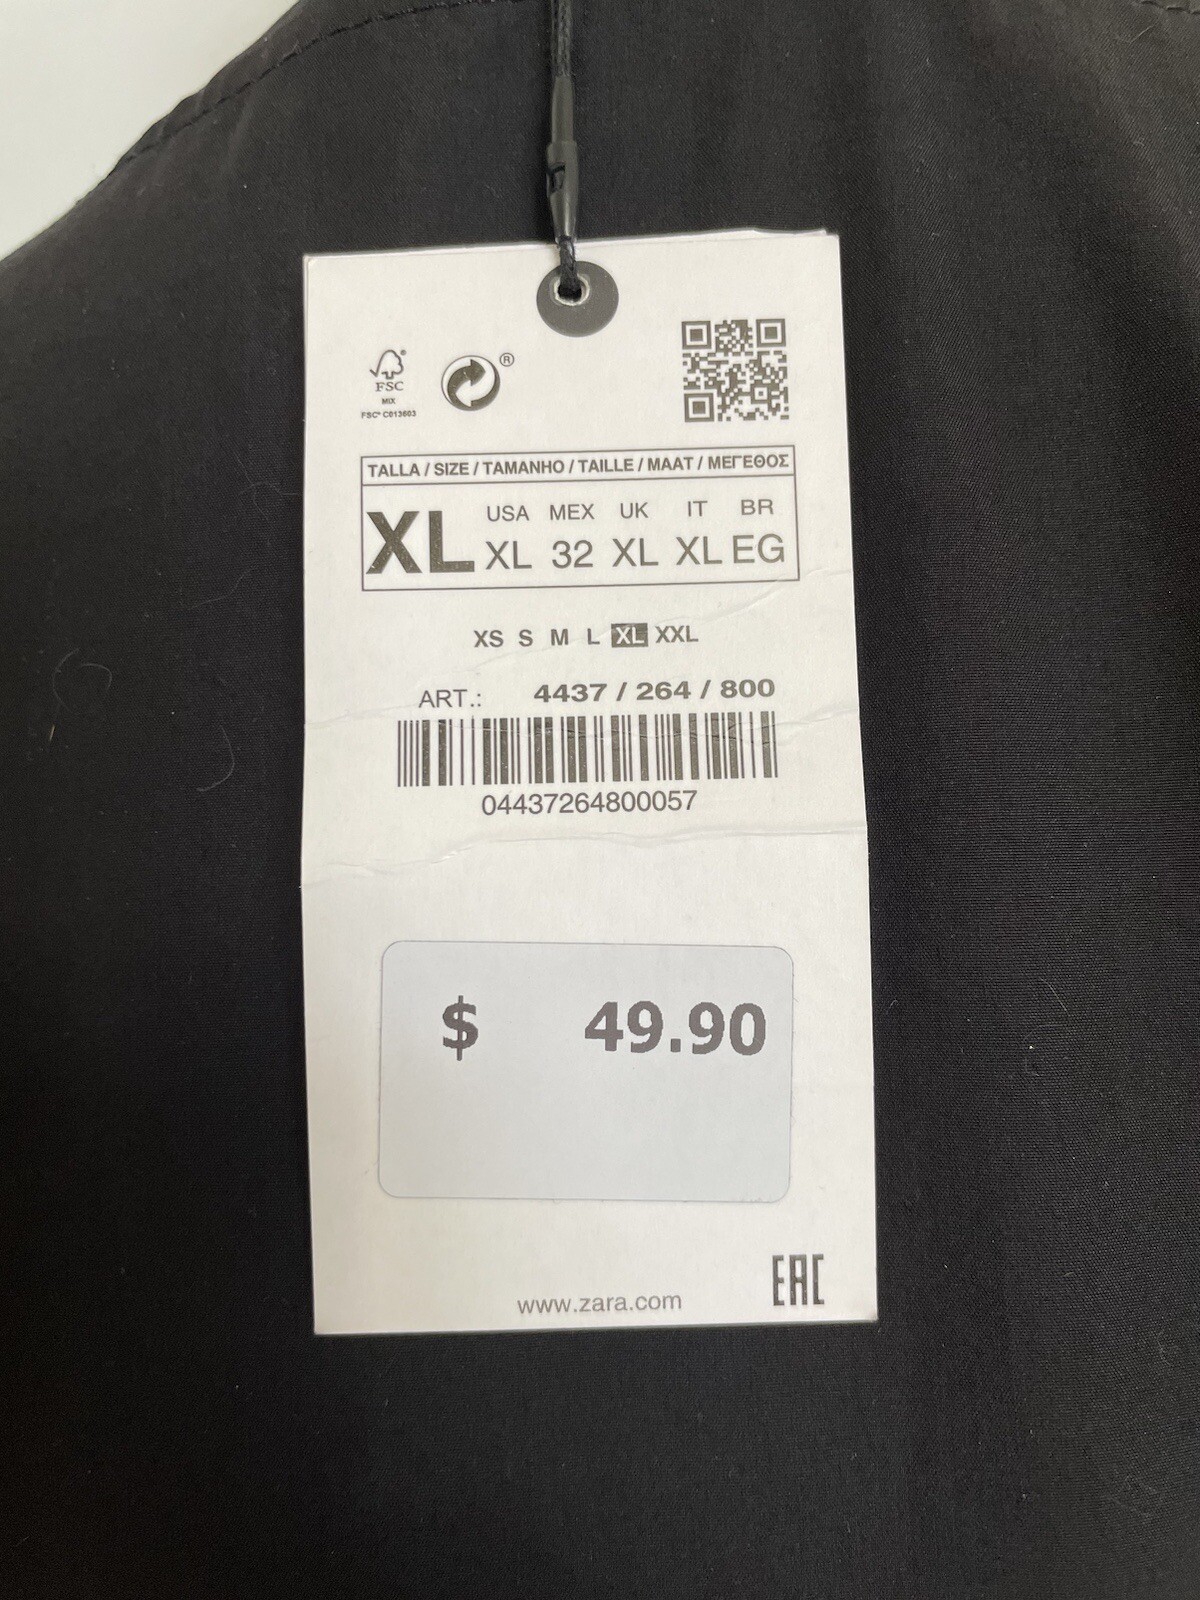 FSC
MIX
FSC® C013603
®
TALLA / SIZE / TAMANHO / TAILLE / MAAT / ΜΕΓΕΘΟΣ
XL
USA MEX UK IT BR
XL 32 XL XL EG
XS S M L XL XXL
ART.: 4437 / 264 / 800
04437264800057
$ 49.90
www.zara.com
EAC